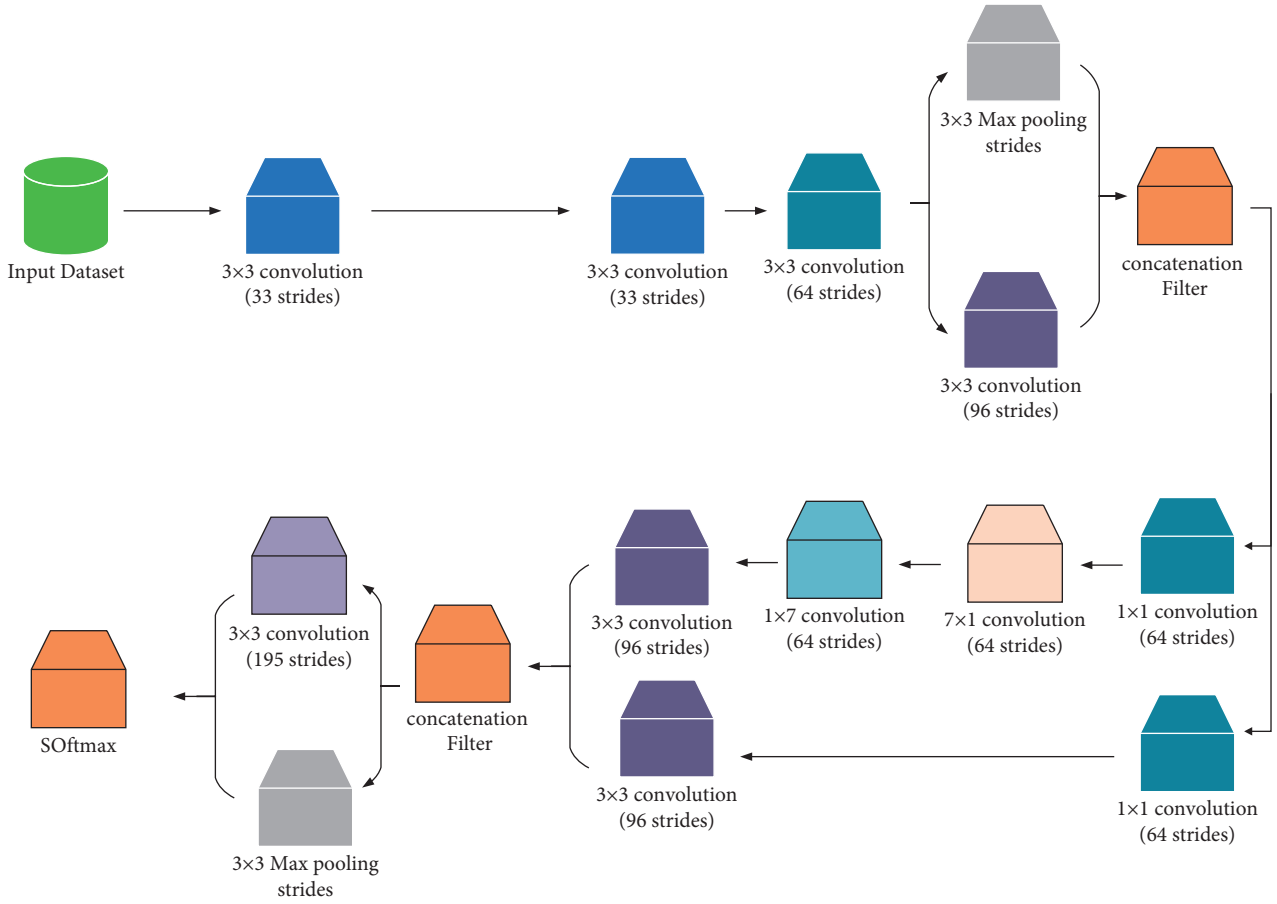 Input Dataset
3×3 convolution
(33 strides)
3×3 convolution
(33 strides)
3×3 convolution
(64 strides)
3×3 Max pooling
strides
3×3 convolution
(96 strides)
concatenation
Filter
1×1 convolution
(64 strides)
7×1 convolution
(64 strides)
1×7 convolution
(64 strides)
3×3 convolution
(96 strides)
1×1 convolution
(64 strides)
3×3 convolution
(96 strides)
concatenation
Filter
3×3 convolution
(195 strides)
3×3 Max pooling
strides
SOftmax